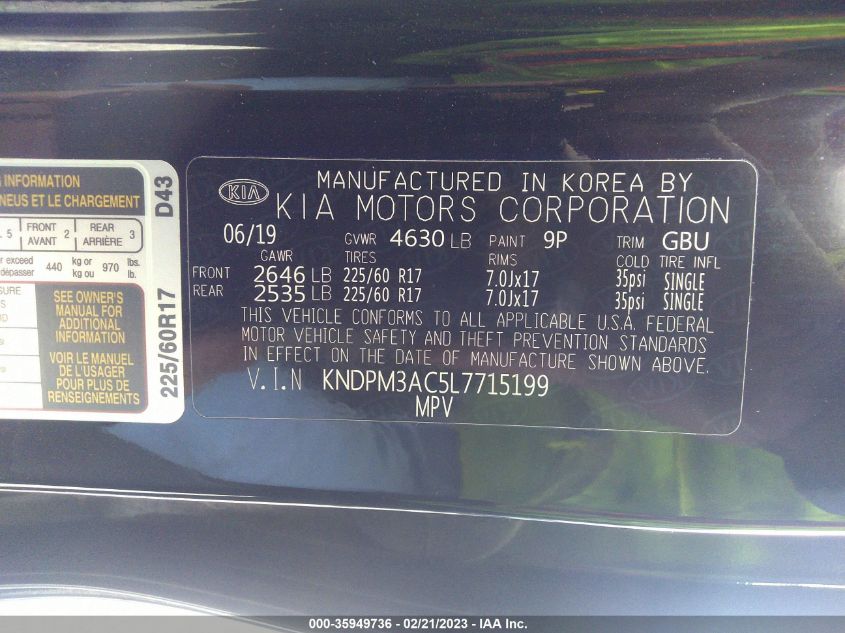 INFORMATION
NEUS ET LE CHARGEMENT
5 FRONT AVANT 2 REAR ARRIÈRE 3
er exceed
dépasser 440 kg or kg ou 970 lbs. lb.
SURE
SEE OWNER'S
MANUAL FOR
ADDITIONAL
INFORMATION
VOIR LE MANUEL
DE L'USAGER
POUR PLUS DE
RENSEIGNEMENTS
225/60R17 D43
KIA
MANUFACTURED IN KOREA BY
KIA MOTORS CORPORATION
06/19 GVWR 4630 LB PAINT 9P TRIM GBU
GAWR TIRES RIMS COLD TIRE INFL
FRONT 2646 LB 225/60 R17 7.0Jx17 35psi SINGLE
REAR 2535 LB 225/60 R17 7.0Jx17 35psi SINGLE
THIS VEHICLE CONFORMS TO ALL APPLICABLE U.S.A. FEDERAL
MOTOR VEHICLE SAFETY AND THEFT PREVENTION STANDARDS
IN EFFECT ON THE DATE OF MANUFACTURE SHOWN ABOVE.
V.I.N KNDPM3AC5L7715199
MPV
000-35949736 — 02/21/2023 — IAA Inc.